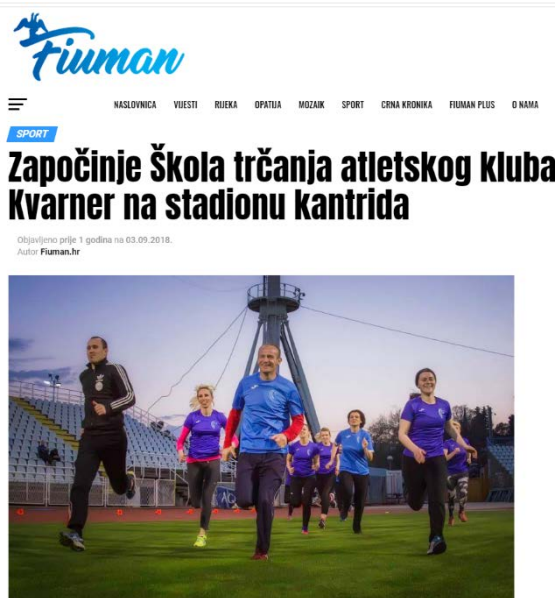 Fiuman
NASLOVNICA VIJESTI RIJEKA OPATIJA MOZAIK SPORT CRNA KRONIKA FIUMAN PLUS O NAMA
SPORT
Započinje Škola trčanja atletskog kluba
Kvarner na stadionu kantrida
Objavljeno prije 1 godina na 03.09.2018.
Autor Fiuman.hr